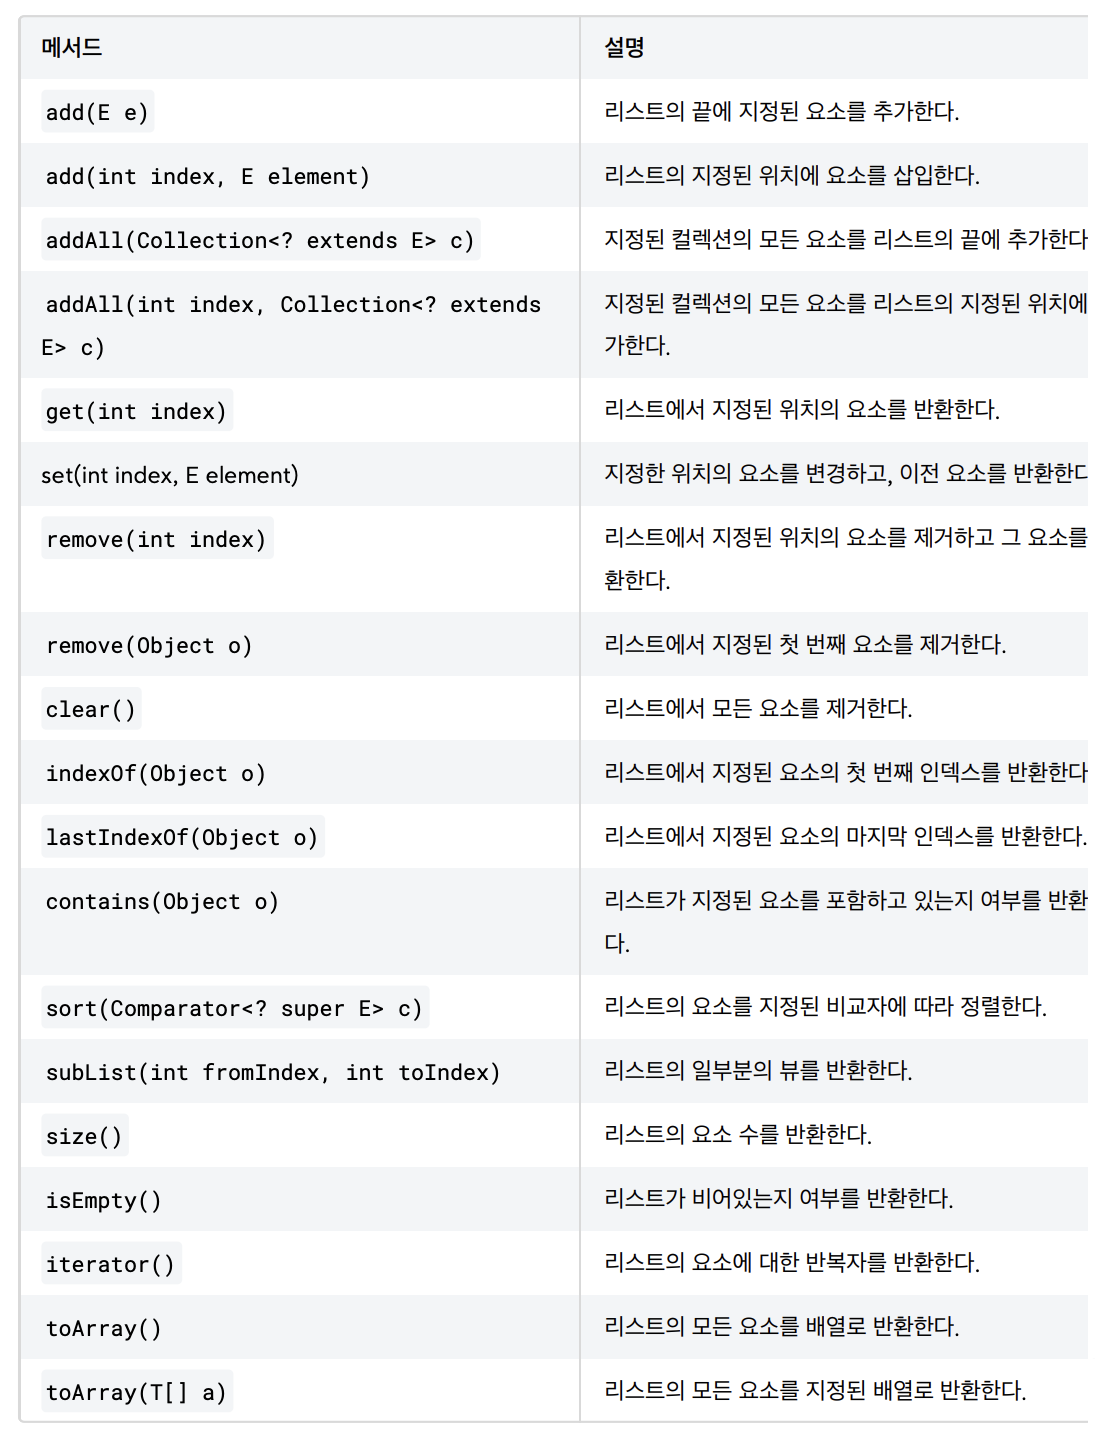 메서드 설명
add(E e) 리스트의 끝에 지정된 요소를 추가한다.
add(int index, E element) 리스트의 지정된 위치에 요소를 삽입한다.
addAll(Collection<? extends E> c) 지정된 컬렉션의 모든 요소를 리스트의 끝에 추가한다
addAll(int index, Collection<? extends 지정된 컬렉션의 모든 요소를 리스트의 지정된 위치에
E> c) 가한다.
get(int index) 리스트에서 지정된 위치의 요소를 반환한다.
set(int index, E element) 지정한 위치의 요소를 변경하고, 이전 요소를 반환한다
remove(int index) 리스트에서 지정된 위치의 요소를 제거하고 그 요소를
환한다.
remove(Object o) 리스트에서 지정된 첫 번째 요소를 제거한다.
clear() 리스트에서 모든 요소를 제거한다.
indexOf(Object o) 리스트에서 지정된 요소의 첫 번째 인덱스를 반환한다
lastIndexOf(Object o) 리스트에서 지정된 요소의 마지막 인덱스를 반환한다.
contains(Object o) 리스트가 지정된 요소를 포함하고 있는지 여부를 반환
다.
sort(Comparator<? super E> c) 리스트의 요소를 지정된 비교자에 따라 정렬한다.
subList(int fromIndex, int toIndex) 리스트의 일부분의 뷰를 반환한다.
size() 리스트의 요소 수를 반환한다.
isEmpty() 리스트가 비어있는지 여부를 반환한다.
iterator() 리스트의 요소에 대한 반복자를 반환한다.
toArray() 리스트의 모든 요소를 배열로 반환한다.
toArray(T[] a) 리스트의 모든 요소를 지정된 배열로 반환한다.